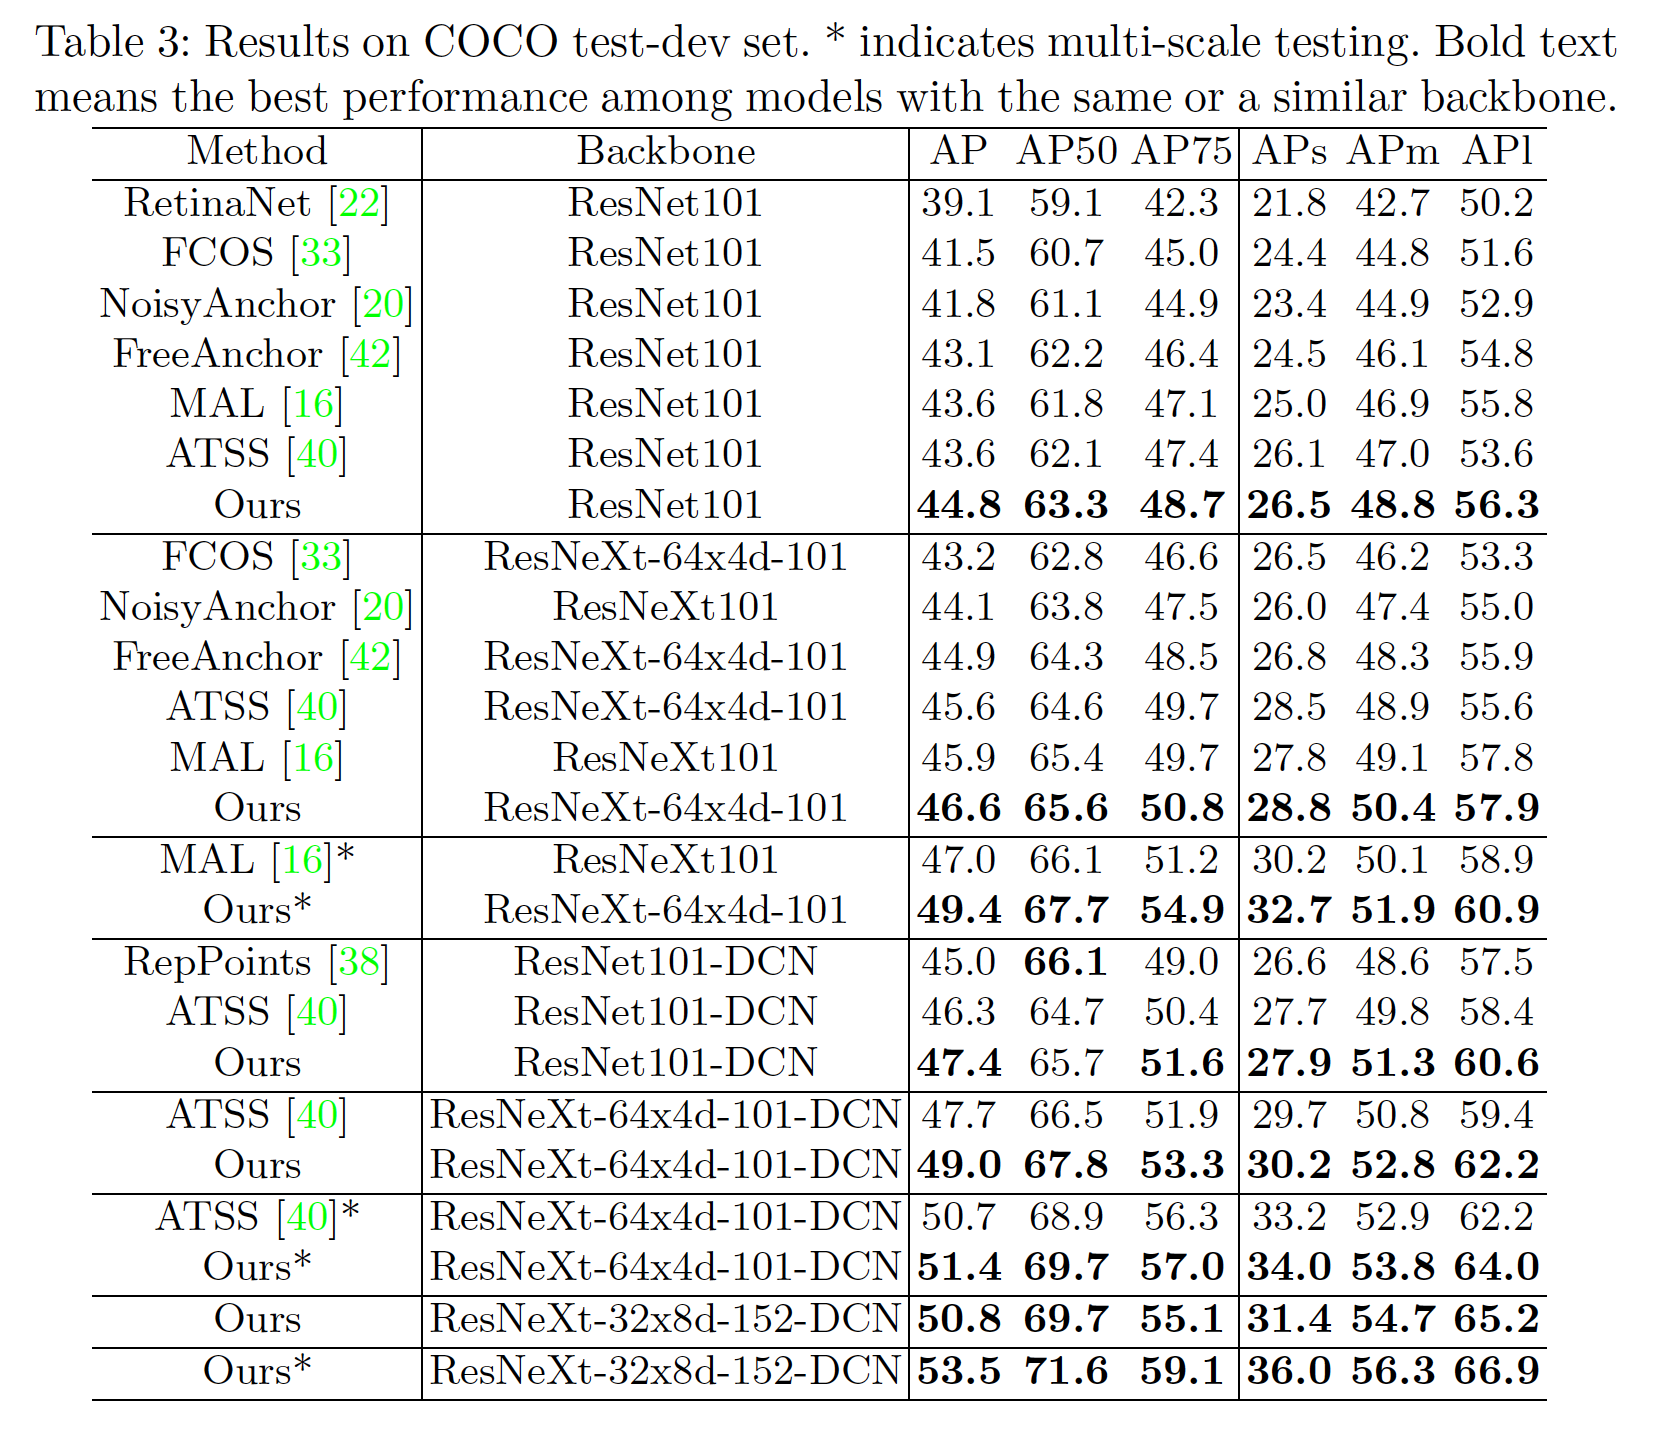 Table 3: Results on COCO test-dev set. * indicates multi-scale testing. Bold text
means the best performance among models with the same or a similar backbone.
Method Backbone AP AP50 AP75 APs APm APl
RetinaNet [22] ResNet101 39.1 59.1 42.3 21.8 42.7 50.2
FCOS [33] ResNet101 41.5 60.7 45.0 24.4 44.8 51.6
NoisyAnchor [20] ResNet101 41.8 61.1 44.9 23.4 44.9 52.9
FreeAnchor [42] ResNet101 43.1 62.2 46.4 24.5 46.1 54.8
MAL [16] ResNet101 43.6 61.8 47.1 25.0 46.9 55.8
ATSS [40] ResNet101 43.6 62.1 47.4 26.1 47.0 53.6
Ours ResNet101 44.8 63.3 48.7 26.5 48.8 56.3
FCOS [33] ResNeXt-64x4d-101 43.2 62.8 46.6 26.5 46.2 53.3
NoisyAnchor [20] ResNeXt101 44.1 63.8 47.5 26.0 47.4 55.0
FreeAnchor [42] ResNeXt-64x4d-101 44.9 64.3 48.5 26.8 48.3 55.9
ATSS [40] ResNeXt-64x4d-101 45.6 64.6 49.7 28.5 48.9 55.6
MAL [16] ResNeXt101 45.9 65.4 49.7 27.8 49.1 57.8
Ours ResNeXt-64x4d-101 46.6 65.6 50.8 28.8 50.4 57.9
MAL [16]* ResNeXt101 47.0 66.1 51.2 30.2 50.1 58.9
Ours* ResNeXt-64x4d-101 49.4 67.7 54.9 32.7 51.9 60.9
RepPoints [38] ResNet101-DCN 45.0 66.1 49.0 26.6 48.6 57.5
ATSS [40] ResNet101-DCN 46.3 64.7 50.4 27.7 49.8 58.4
Ours ResNet101-DCN 47.4 65.7 51.6 27.9 51.3 60.6
ATSS [40] ResNeXt-64x4d-101-DCN 47.7 66.5 51.9 29.7 50.8 59.4
Ours ResNeXt-64x4d-101-DCN 49.0 67.8 53.3 30.2 52.8 62.2
ATSS [40]* ResNeXt-64x4d-101-DCN 50.7 68.9 56.3 33.2 52.9 62.2
Ours* ResNeXt-64x4d-101-DCN 51.4 69.7 57.0 34.0 53.8 64.0
Ours ResNeXt-32x8d-152-DCN 50.8 69.7 55.1 31.4 54.7 65.2
Ours* ResNeXt-32x8d-152-DCN 53.5 71.6 59.1 36.0 56.3 66.9